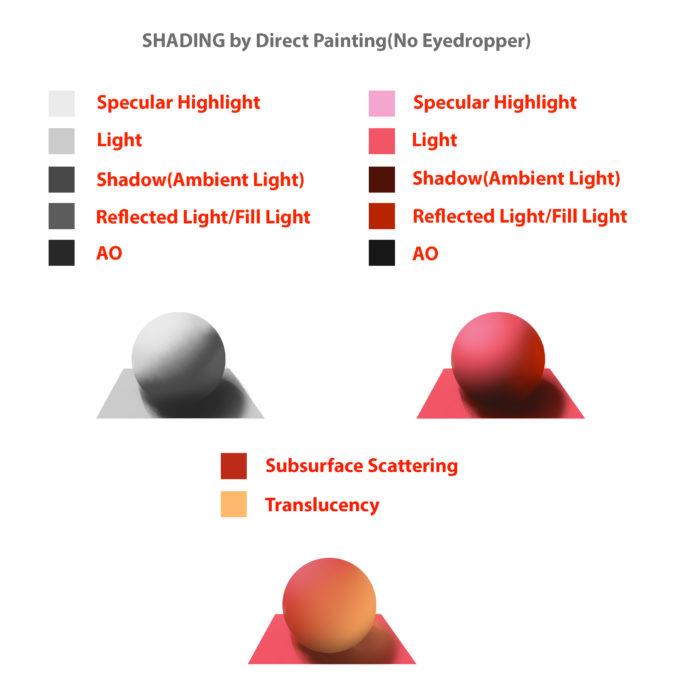 SHADING by Direct Painting(No Eyedropper)
Specular Highlight
Light
Shadow(Ambient Light)
Reflected Light/Fill Light
AO
Specular Highlight
Light
Shadow(Ambient Light)
Reflected Light/Fill Light
AO
Subsurface Scattering
Translucency